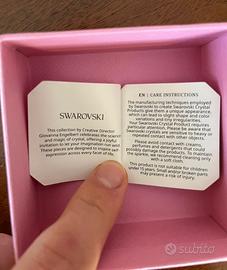 SWAROVSKI
This collection by Creative Director
Giovanna Engelbert celebrates the science
and magic of crystal, offering a joyful
invitation to let your imagination run wild.
These pieces are designed to inspire self-
expression across every facet of life.
EN | CARE INSTRUCTIONS
The manufacturing techniques employed
by Swarovski to create Swarovski Crystal
Products give them a unique appearance,
which can lead to slight shape and color
variations and tiny irregularities.
Your Swarovski Crystal Product requires
particular attention. Please be aware that
Swarovski crystals are sensitive to heavy or
repeated contact with other objects.
Please avoid contact with creams,
perfumes and detergents that could
possibly damage the products. To maintain
the sparkle, we recommend cleaning only
with a soft cloth.
This product is not suitable for children
under 15 years. Small and/or broken parts
may present a risk of injury.
subito